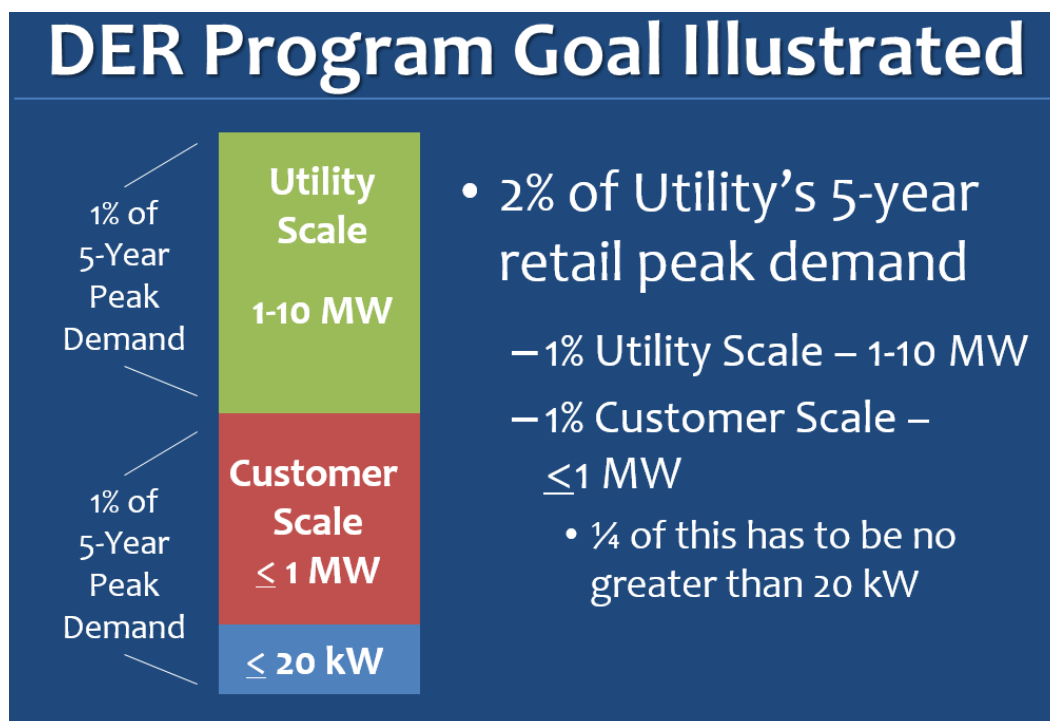 DER Program Goal Illustrated
1% of
5-Year
Peak
Demand
Utility
Scale
1-10 MW
1% of
5-Year
Peak
Demand
Customer
Scale
≤ 1 MW
≤ 20 kW
• 2% of Utility’s 5-year
retail peak demand
–1% Utility Scale – 1-10 MW
–1% Customer Scale –
≤1 MW
• ¼ of this has to be no
greater than 20 kW